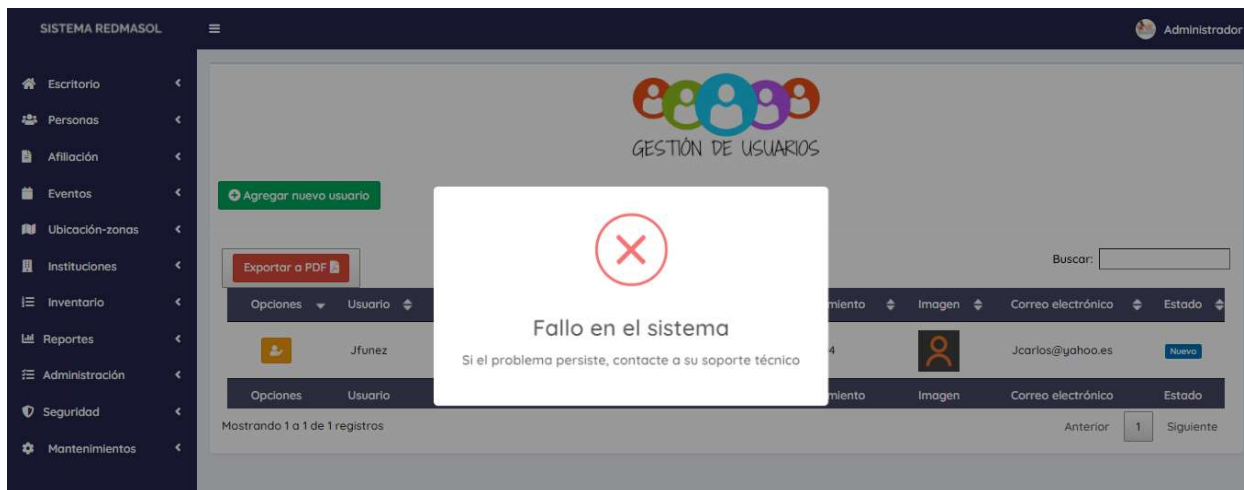 SISTEMA REDMASOL
Administrador
Escritorio
Personas
Afiliación
Eventos
Ubicación-zonas
Instituciones
Inventario
Reportes
Administración
Seguridad
Mantenimientos
GESTIÓN DE USUARIOS
Agregar nuevo usuario
Exportar a PDF
Buscar:
Opciones Usuario miento Imagen Correo electrónico Estado
Jfunez 4 Jcarlos@yahoo.es Nuevo
Opciones Usuario miento Imagen Correo electrónico Estado
Mostrando 1 a 1 de 1 registros
Anterior 1 Siguiente
Fallo en el sistema
Si el problema persiste, contacte a su soporte técnico